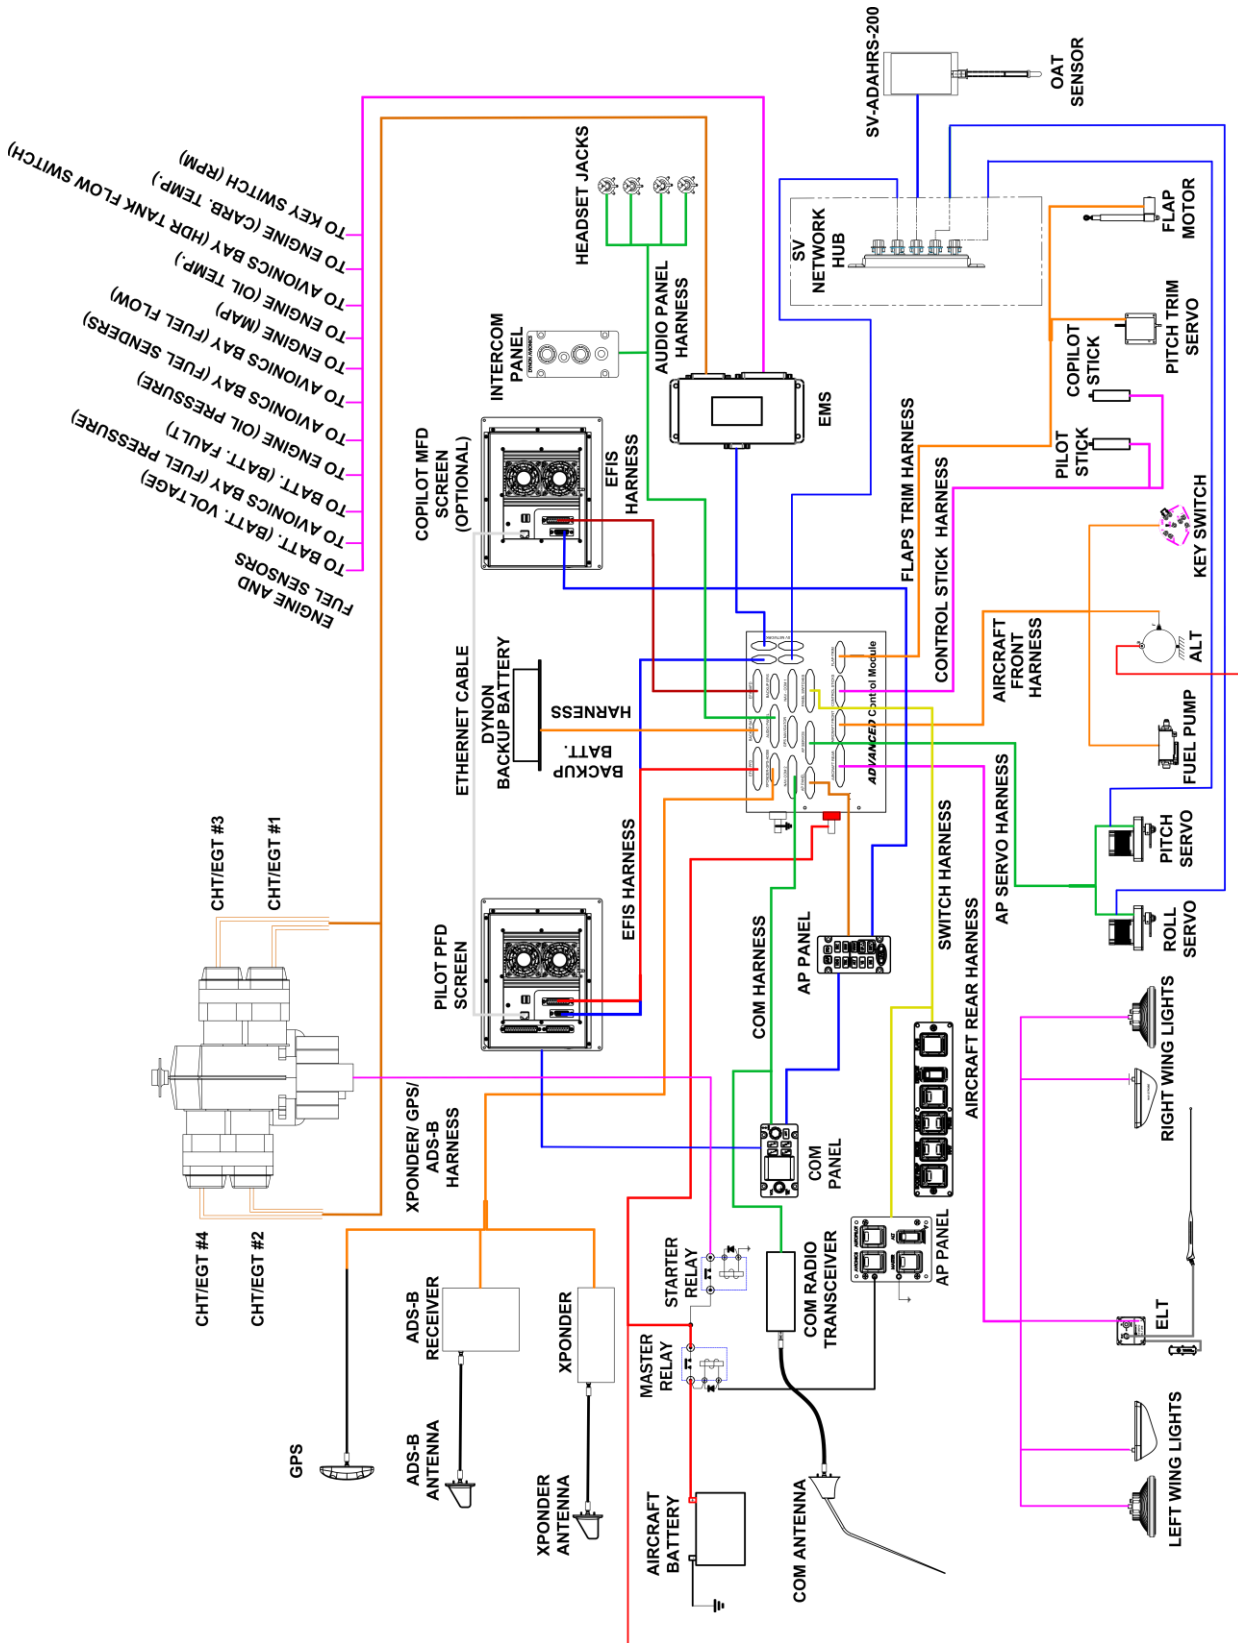 TO KEY SWITCH (RPM)
TO ENGINE (CARB. TEMP.)
TO AVIONICS BAY (HDR TANK FLOW SWITCH)
TO ENGINE (OIL TEMP.)
TO ENGINE (MAP)
TO AVIONICS BAY (FUEL FLOW)
TO AVIONICS BAY (FUEL SENDERS)
TO ENGINE (OIL PRESSURE)
TO BATT. (BATT. FAULT)
TO AVIONICS BAY (FUEL PRESSURE)
TO BATT. (BATT. VOLTAGE)
ENGINE AND
FUEL SENSORS
CHT/EGT #3
CHT/EGT #1
CHT/EGT #4
CHT/EGT #2
GPS
ADS-B
RECEIVER
ADS-B
ANTENNA
XPONDER
XPONDER
ANTENNA
XPONDER/ GPS/
ADS-B
HARNESS
PILOT PFD
SCREEN
ETHERNET CABLE
DYNON
BACKUP BATTERY
BACKUP
BATT.
HARNESS
COPILOT MFD
SCREEN
(OPTIONAL)
EFIS
HARNESS
EFIS HARNESS
INTERCOM
PANEL
HEADSET JACKS
AUDIO PANEL
HARNESS
EMS
SV
NETWORK
HUB
SV-ADAHRS-200
OAT
SENSOR
FLAP
MOTOR
PITCH TRIM
SERVO
COPILOT
STICK
PILOT
STICK
KEY SWITCH
ALT
FUEL PUMP
PITCH
SERVO
ROLL
SERVO
FLAPS TRIM HARNESS
CONTROL STICK HARNESS
AIRCRAFT
FRONT
HARNESS
AP SERVO HARNESS
SWITCH HARNESS
AIRCRAFT REAR HARNESS
ADVANCED Control Module
COM HARNESS
AP PANEL
COM
PANEL
AP PANEL
STARTER
RELAY
MASTER
RELAY
COM RADIO
TRANSCEIVER
AIRCRAFT
BATTERY
COM ANTENNA
RIGHT WING LIGHTS
ELT
LEFT WING LIGHTS